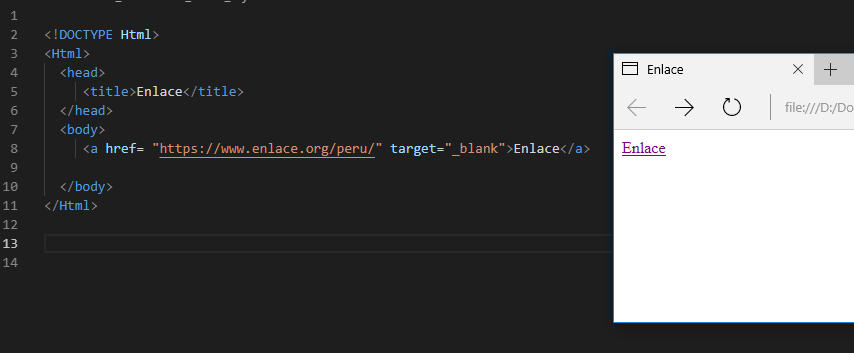 1
2 <!DOCTYPE Html>
3 <Html>
4 <head>
5 <title>Enlace</title>
6 </head>
7 <body>
8 <a href= "https://www.enlace.org/peru/" target="_blank">Enlace</a>
9
10 </body>
11 </Html>
12
13
14
Enlace
file:///D:/Do
Enlace